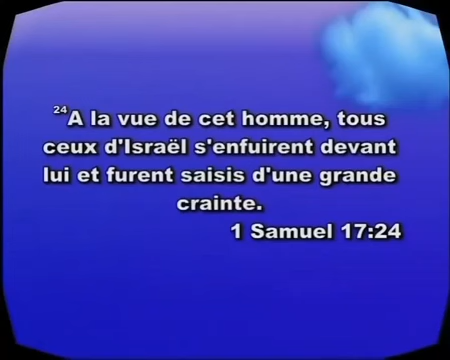 ²⁴A la vue de cet homme, tous
ceux d'Israël s'enfuirent devant
lui et furent saisis d'une grande
crainte.
1 Samuel 17:24